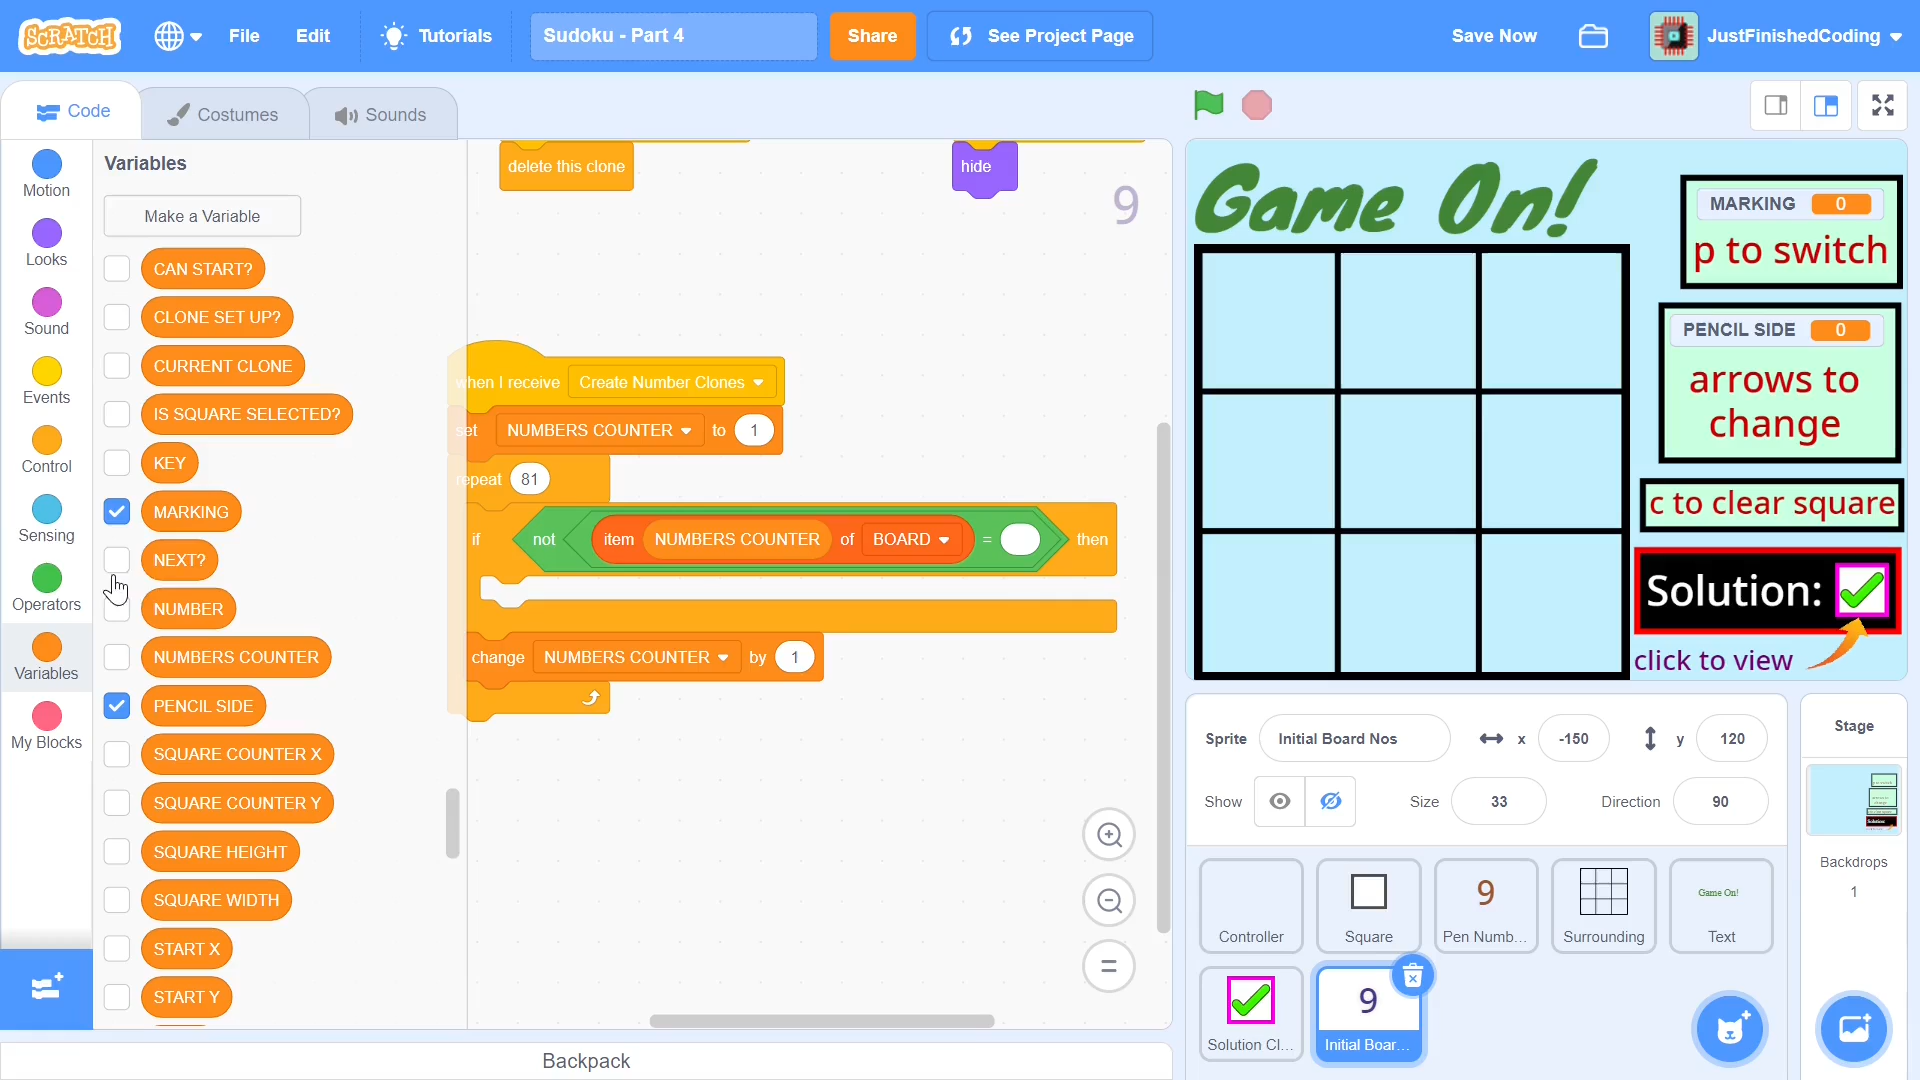 SCRATCH
File
Edit
Tutorials
Sudoku - Part 4
Share
See Project Page
Save Now
JustFinishedCoding
Code
Costumes
Sounds
Motion
Looks
Sound
Events
Control
Sensing
Operators
Variables
My Blocks
Variables
Make a Variable
CAN START?
CLONE SET UP?
CURRENT CLONE
IS SQUARE SELECTED?
KEY
MARKING
NEXT?
NUMBER
NUMBERS COUNTER
PENCIL SIDE
SQUARE COUNTER X
SQUARE COUNTER Y
SQUARE HEIGHT
SQUARE WIDTH
START X
START Y
delete this clone
hide
9
when I receive Create Number Clones
set NUMBERS COUNTER to 1
repeat 81
if not item NUMBERS COUNTER of BOARD = then
change NUMBERS COUNTER by 1
Backpack
Game On!
MARKING 0
p to switch
PENCIL SIDE 0
arrows to
change
c to clear square
Solution:
click to view
Sprite Initial Board Nos x -150 y 120
Show Size 33 Direction 90
Controller
Square
9
Pen Numb...
Surrounding
Game On!
Text
Solution Cl...
9
Initial Boar...
Stage
Backdrops
1